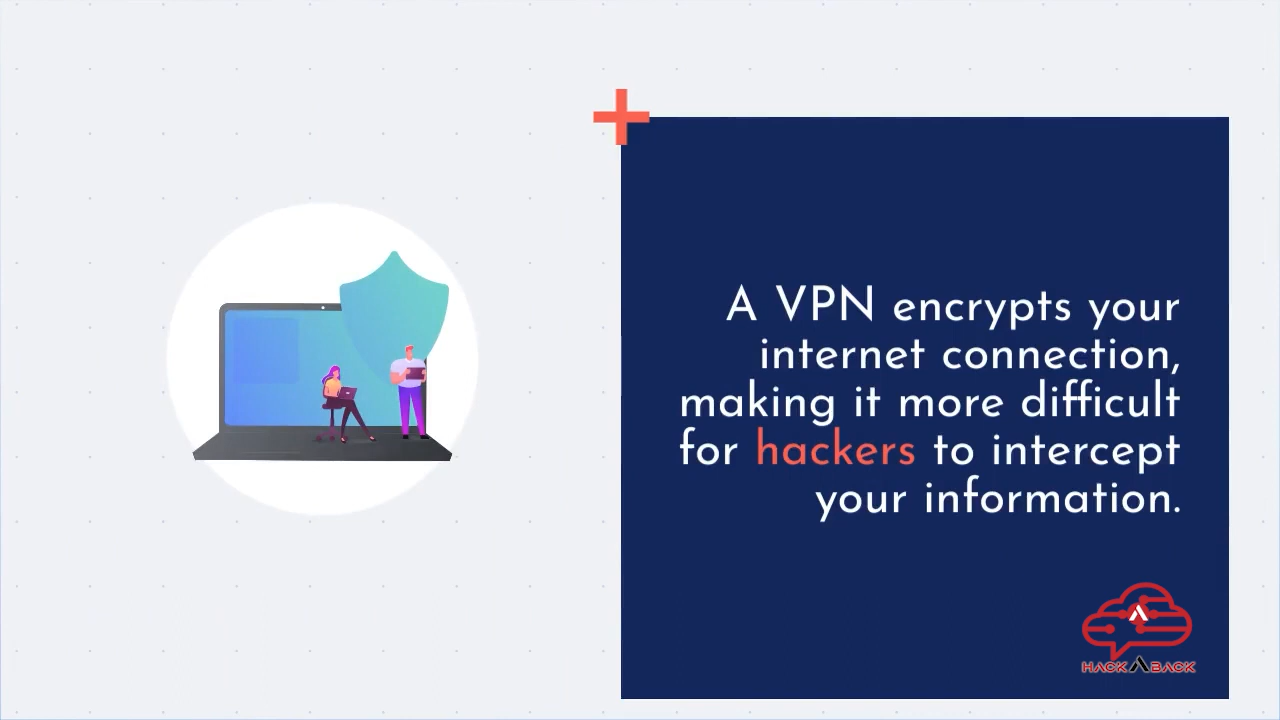 A VPN encrypts your
internet connection,
making it more difficult
for hackers to intercept
your information.
HACK A BACK